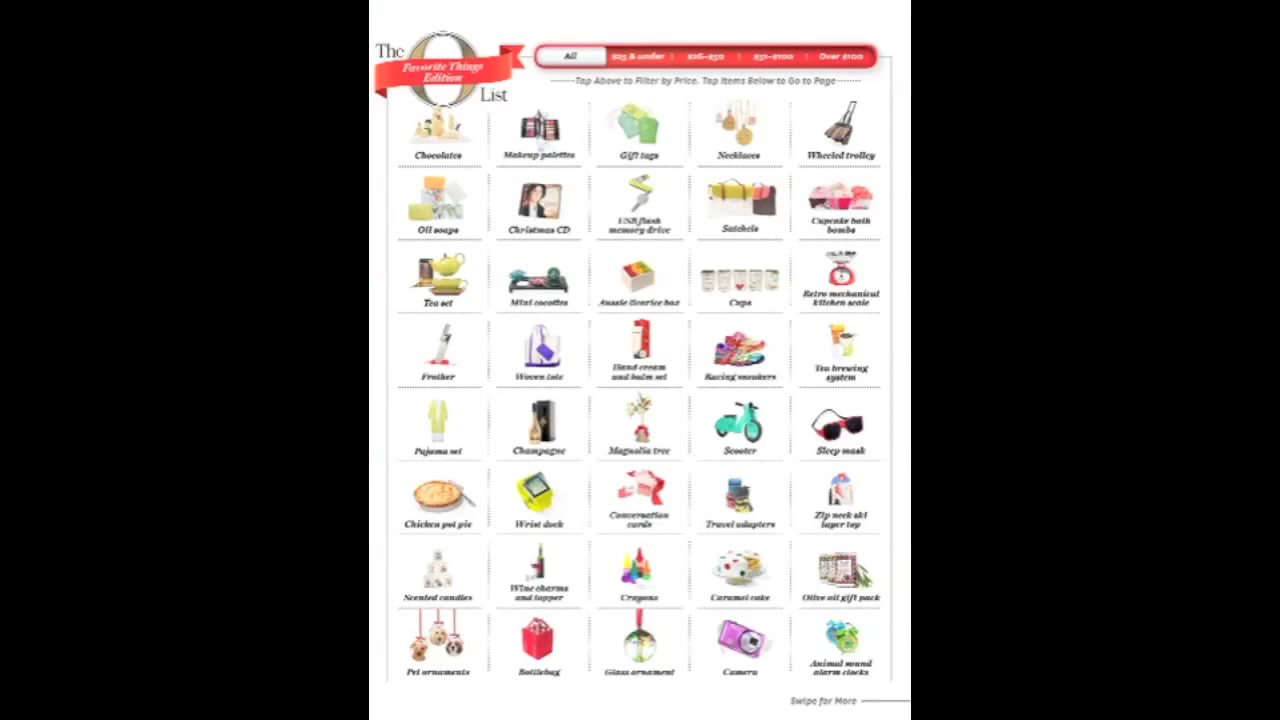 The O List
Favorite Things
Edition
All
$25 & under
$26–$50
$51–$100
Over $100
Tap Above to Filter by Price. Tap Items Below to Go to Page
Chocolates
Makeup palettes
Gift tags
Necklaces
Wheeled trolley
Oil soaps
Christmas CD
USB flash
memory drive
Satchels
Cupcake bath
bombs
Tea set
Mini cocottes
Aussie licorice box
Cups
Retro mechanical
kitchen scale
Frother
Woven tote
Hand cream
and balm set
Racing sneakers
Tea brewing
system
Pajama set
Champagne
Magnolia tree
Scooter
Sleep mask
Chicken pot pie
Wrist dock
Conversation
cards
Travel adapters
Zip neck ski
layer top
Scented candles
Wine charms
and topper
Crayons
Caramel cake
Olive oil gift pack
Pet ornaments
Bottlebag
Glass ornament
Camera
Animal sound
alarm clocks
Swipe for More